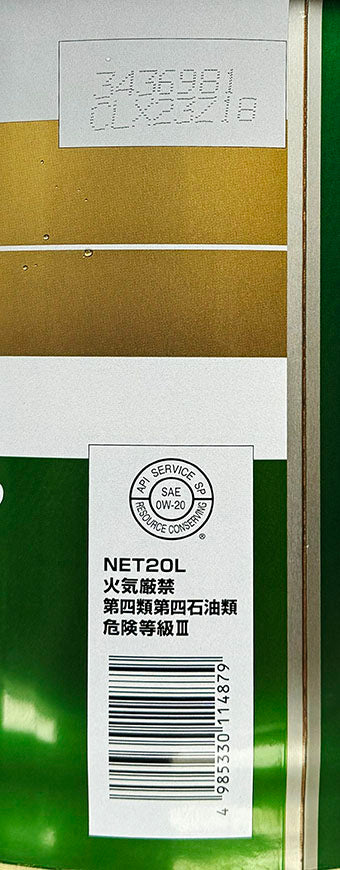 3436981
CLX23Z18
API SERVICE SP
SAE
0W-20
RESOURCE CONSERVING
®
NET20L
火気厳禁
第四類第四石油類
危険等級Ⅲ
4 985330 114879